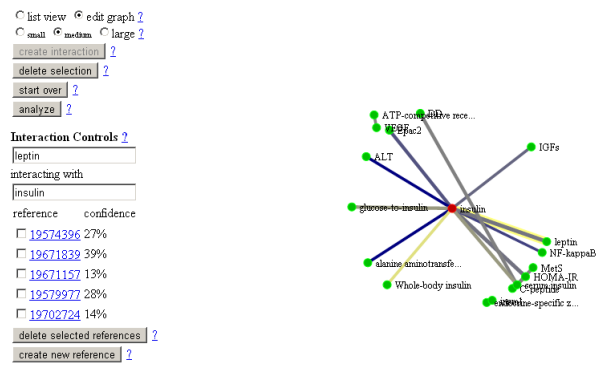 list view edit graph ?
small medium large ?
create interaction ?
delete selection ?
start over ?
analyze ?
Interaction Controls ?
leptin
interacting with
insulin
reference confidence
19574396 27%
19671839 39%
19671157 13%
19579977 28%
19702724 14%
delete selected references ?
create new reference ?
ATP-competitive rece...
Epac2
ALT
IGFs
glucose-to-insulin
insulin
leptin
NF-kappaB
alanine aminotransfe...
MetS
HOMA-IR
Whole-body insulin
serum insulin
C-peptide
endocrine-specific z...